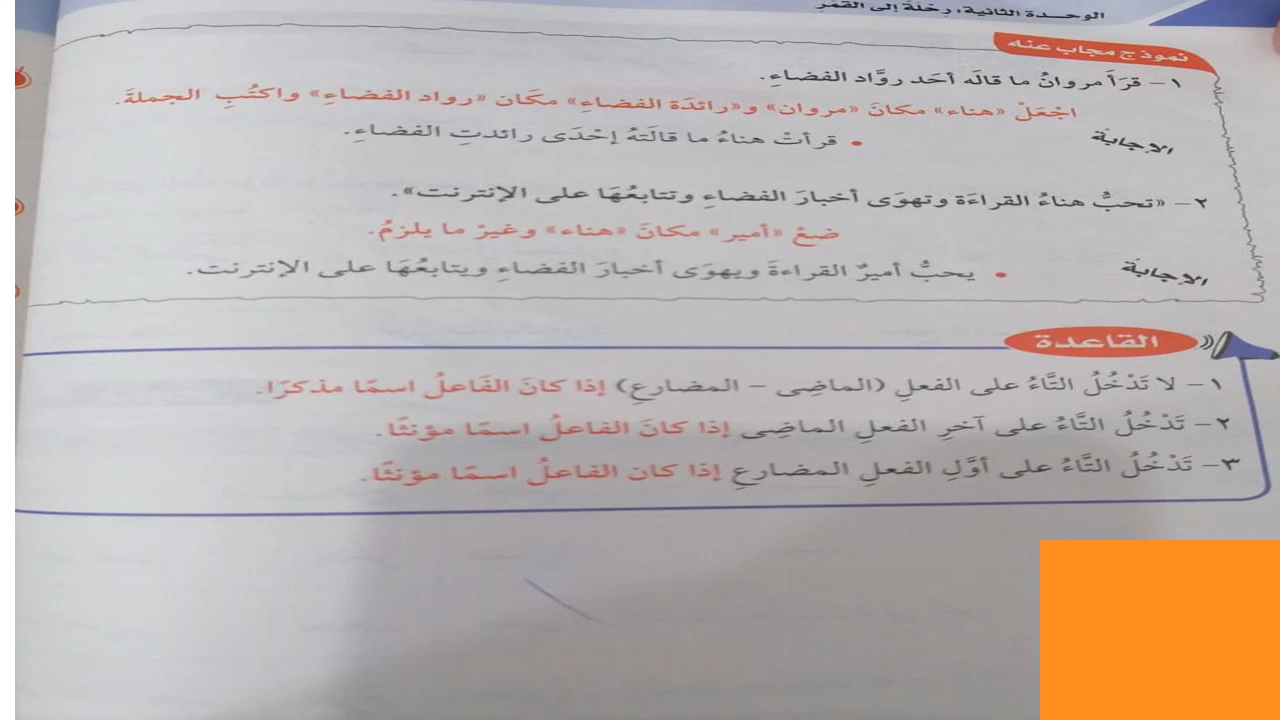 الوحـدة الثانية: رِحْلَة إلى القمَرِ
نموذج مجاب عنه
١ - قرَأَ مروانُ ما قالَه أحَد روَّاد الفضاءِ.
اجْعَلْ «هناء» مكانَ «مروان» و«رائدَة الفضاءِ» مكَان «رواد الفضاءِ» واكتُبِ الجملةَ.
الإجابة
• قرأتْ هناءُ ما قالَتهُ إحْدَى رائدتِ الفضاءِ.
٢ - «تحبُّ هناءُ القراءَة وتهوَى أخبارَ الفضاءِ وتتابعُهَا على الإنترنت».
ضعْ «أمير» مكانَ «هناء» وغيرْ ما يلزمُ.
الإجابة
• يحبُّ أميرٌ القراءةَ ويهوَى أخبارَ الفضاءِ ويتابعُهَا على الإنترنت.
القاعدة
١ - لا تَدْخُلُ التَّاءُ على الفعلِ (الماضِى - المضارعِ) إذا كانَ الفَاعلُ اسمًا مذكرًا.
٢ - تَدْخُلُ التَّاءُ على آخرِ الفعلِ الماضِى إذا كانَ الفاعلُ اسمًا مؤنثًا.
٣ - تَدْخُلُ التَّاءُ على أوَّلِ الفعلِ المضارعِ إذا كان الفاعلُ اسمًا مؤنثًا.